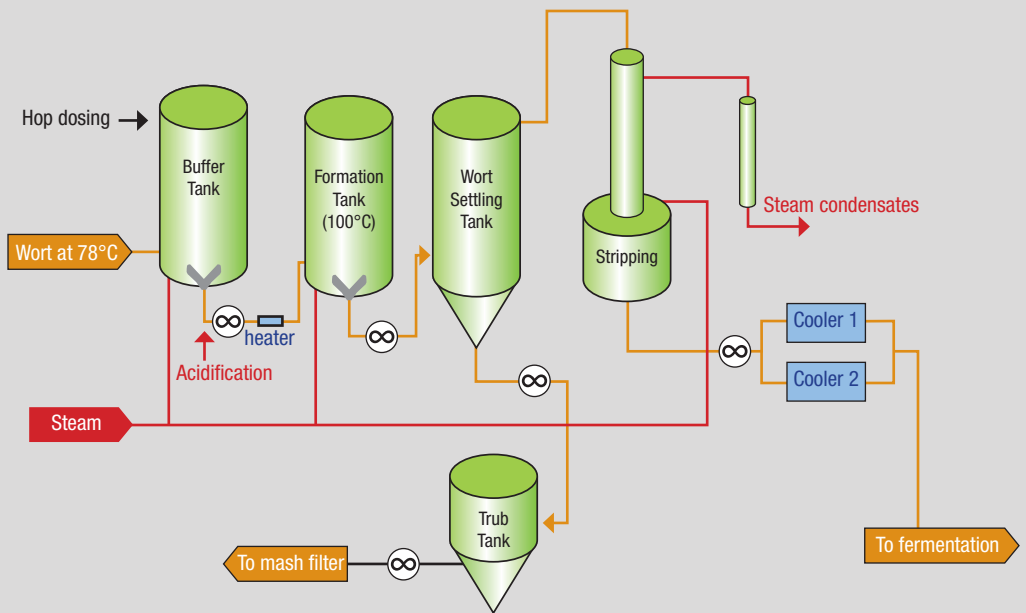 Hop dosing
Buffer
Tank
Formation
Tank
(100°C)
Wort
Settling
Tank
Stripping
Steam condensates
Wort at 78°C
heater
Acidification
Cooler 1
Cooler 2
Steam
Trub
Tank
To mash filter
To fermentation